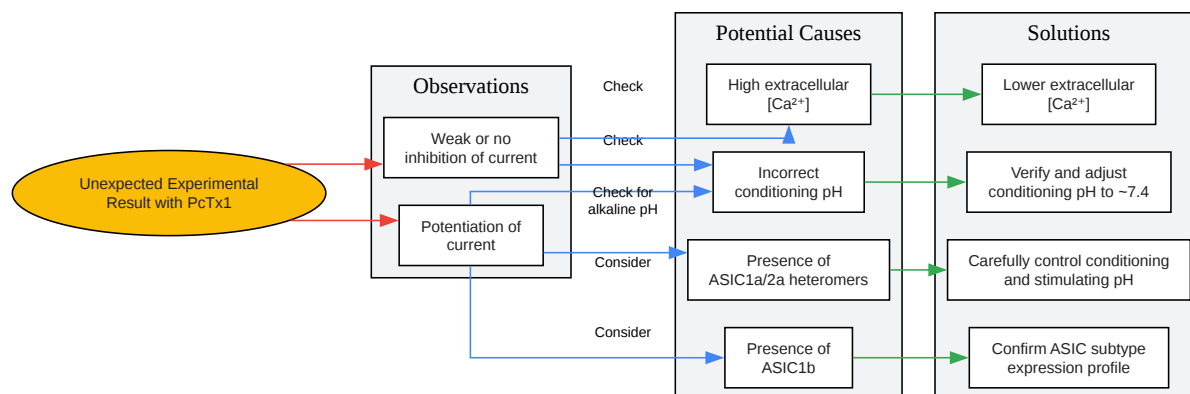 Unexpected Experimental
Result with PcTx1
Observations
Weak or no
inhibition of current
Potentiation of
current
Check
Check
Check for
alkaline pH
Consider
Consider
Potential Causes
High extracellular
[Ca²⁺]
Incorrect
conditioning pH
Presence of
ASIC1a/2a heteromers
Presence of
ASIC1b
Solutions
Lower extracellular
[Ca²⁺]
Verify and adjust
conditioning pH to ~7.4
Carefully control conditioning
and stimulating pH
Confirm ASIC subtype
expression profile